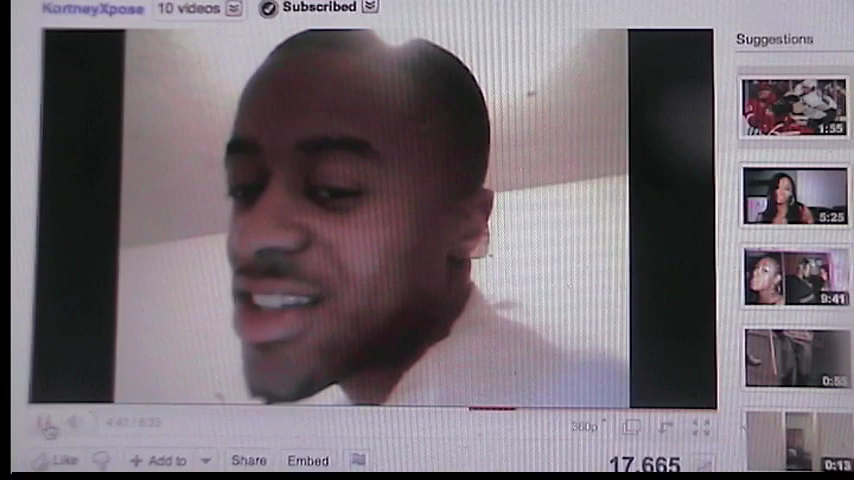 KortneyXpose 10 videos Subscribed
Suggestions
1:55
5:25
9:41
0:55
360p
Like Add to Share Embed
17,665
0:13